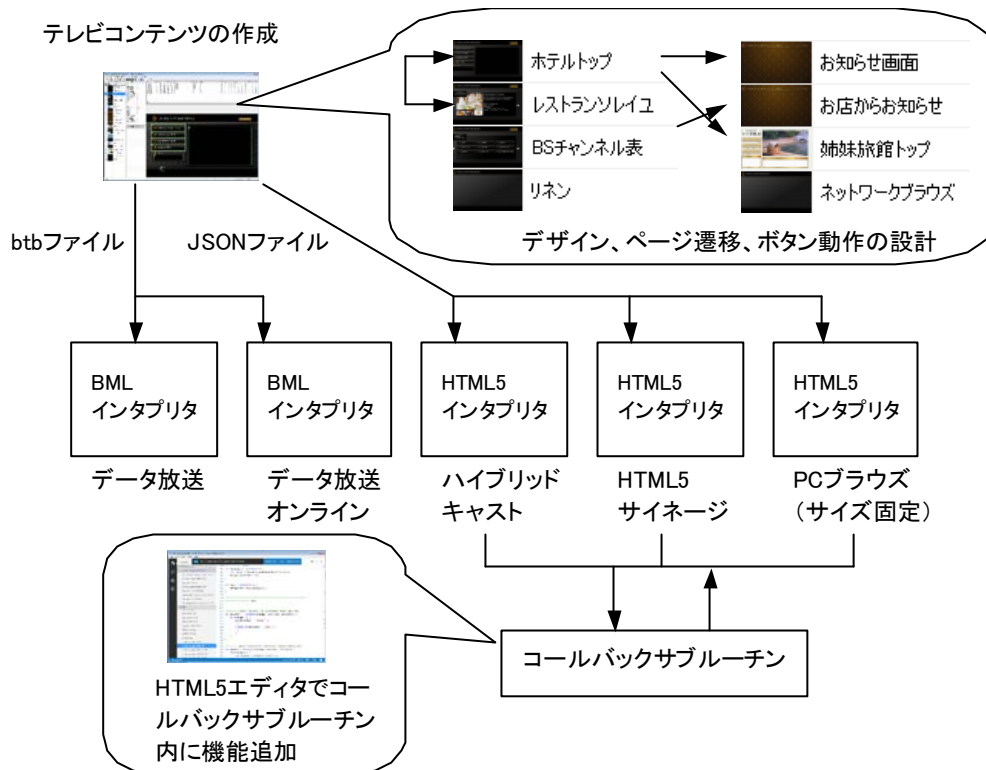 テレビコンテンツの作成
ホテルトップ
レストランソレイユ
BSチャンネル表
リネン
お知らせ画面
お店からお知らせ
姉妹旅館トップ
ネットワークブラウズ
デザイン、ページ遷移、ボタン動作の設計
btbファイル
JSONファイル
BML
インタプリタ
BML
インタプリタ
HTML5
インタプリタ
HTML5
インタプリタ
HTML5
インタプリタ
データ放送
データ放送
オンライン
ハイブリッド
キャスト
HTML5
サイネージ
PCブラウズ
（サイズ固定）
コールバックサブルーチン
HTML5エディタでコー
ルバックサブルーチン
内に機能追加